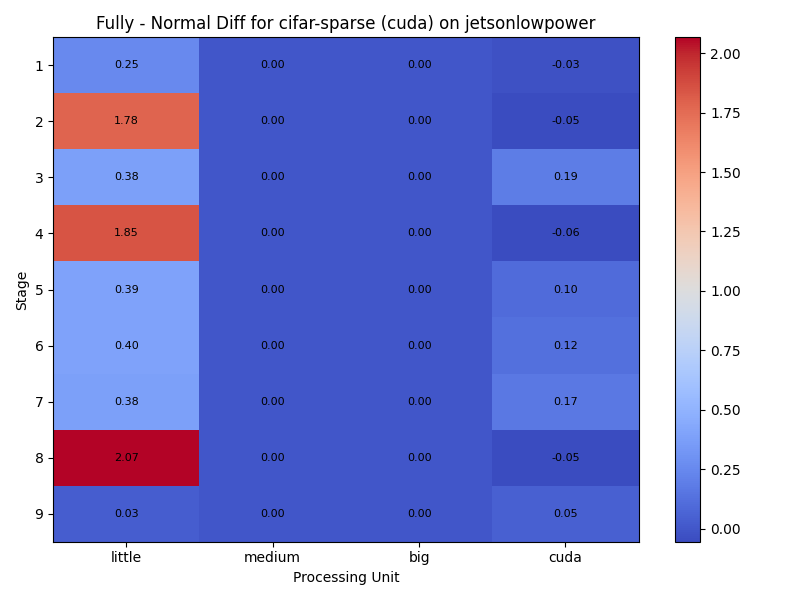 Fully - Normal Diff for cifar-sparse (cuda) on jetsonlowpower
1 0.25 0.00 0.00 -0.03
2 1.78 0.00 0.00 -0.05
3 0.38 0.00 0.00 0.19
4 1.85 0.00 0.00 -0.06
5 0.39 0.00 0.00 0.10
6 0.40 0.00 0.00 0.12
7 0.38 0.00 0.00 0.17
8 2.07 0.00 0.00 -0.05
9 0.03 0.00 0.00 0.05
little medium big cuda
Processing Unit
Stage
2.00
1.75
1.50
1.25
1.00
0.75
0.50
0.25
0.00